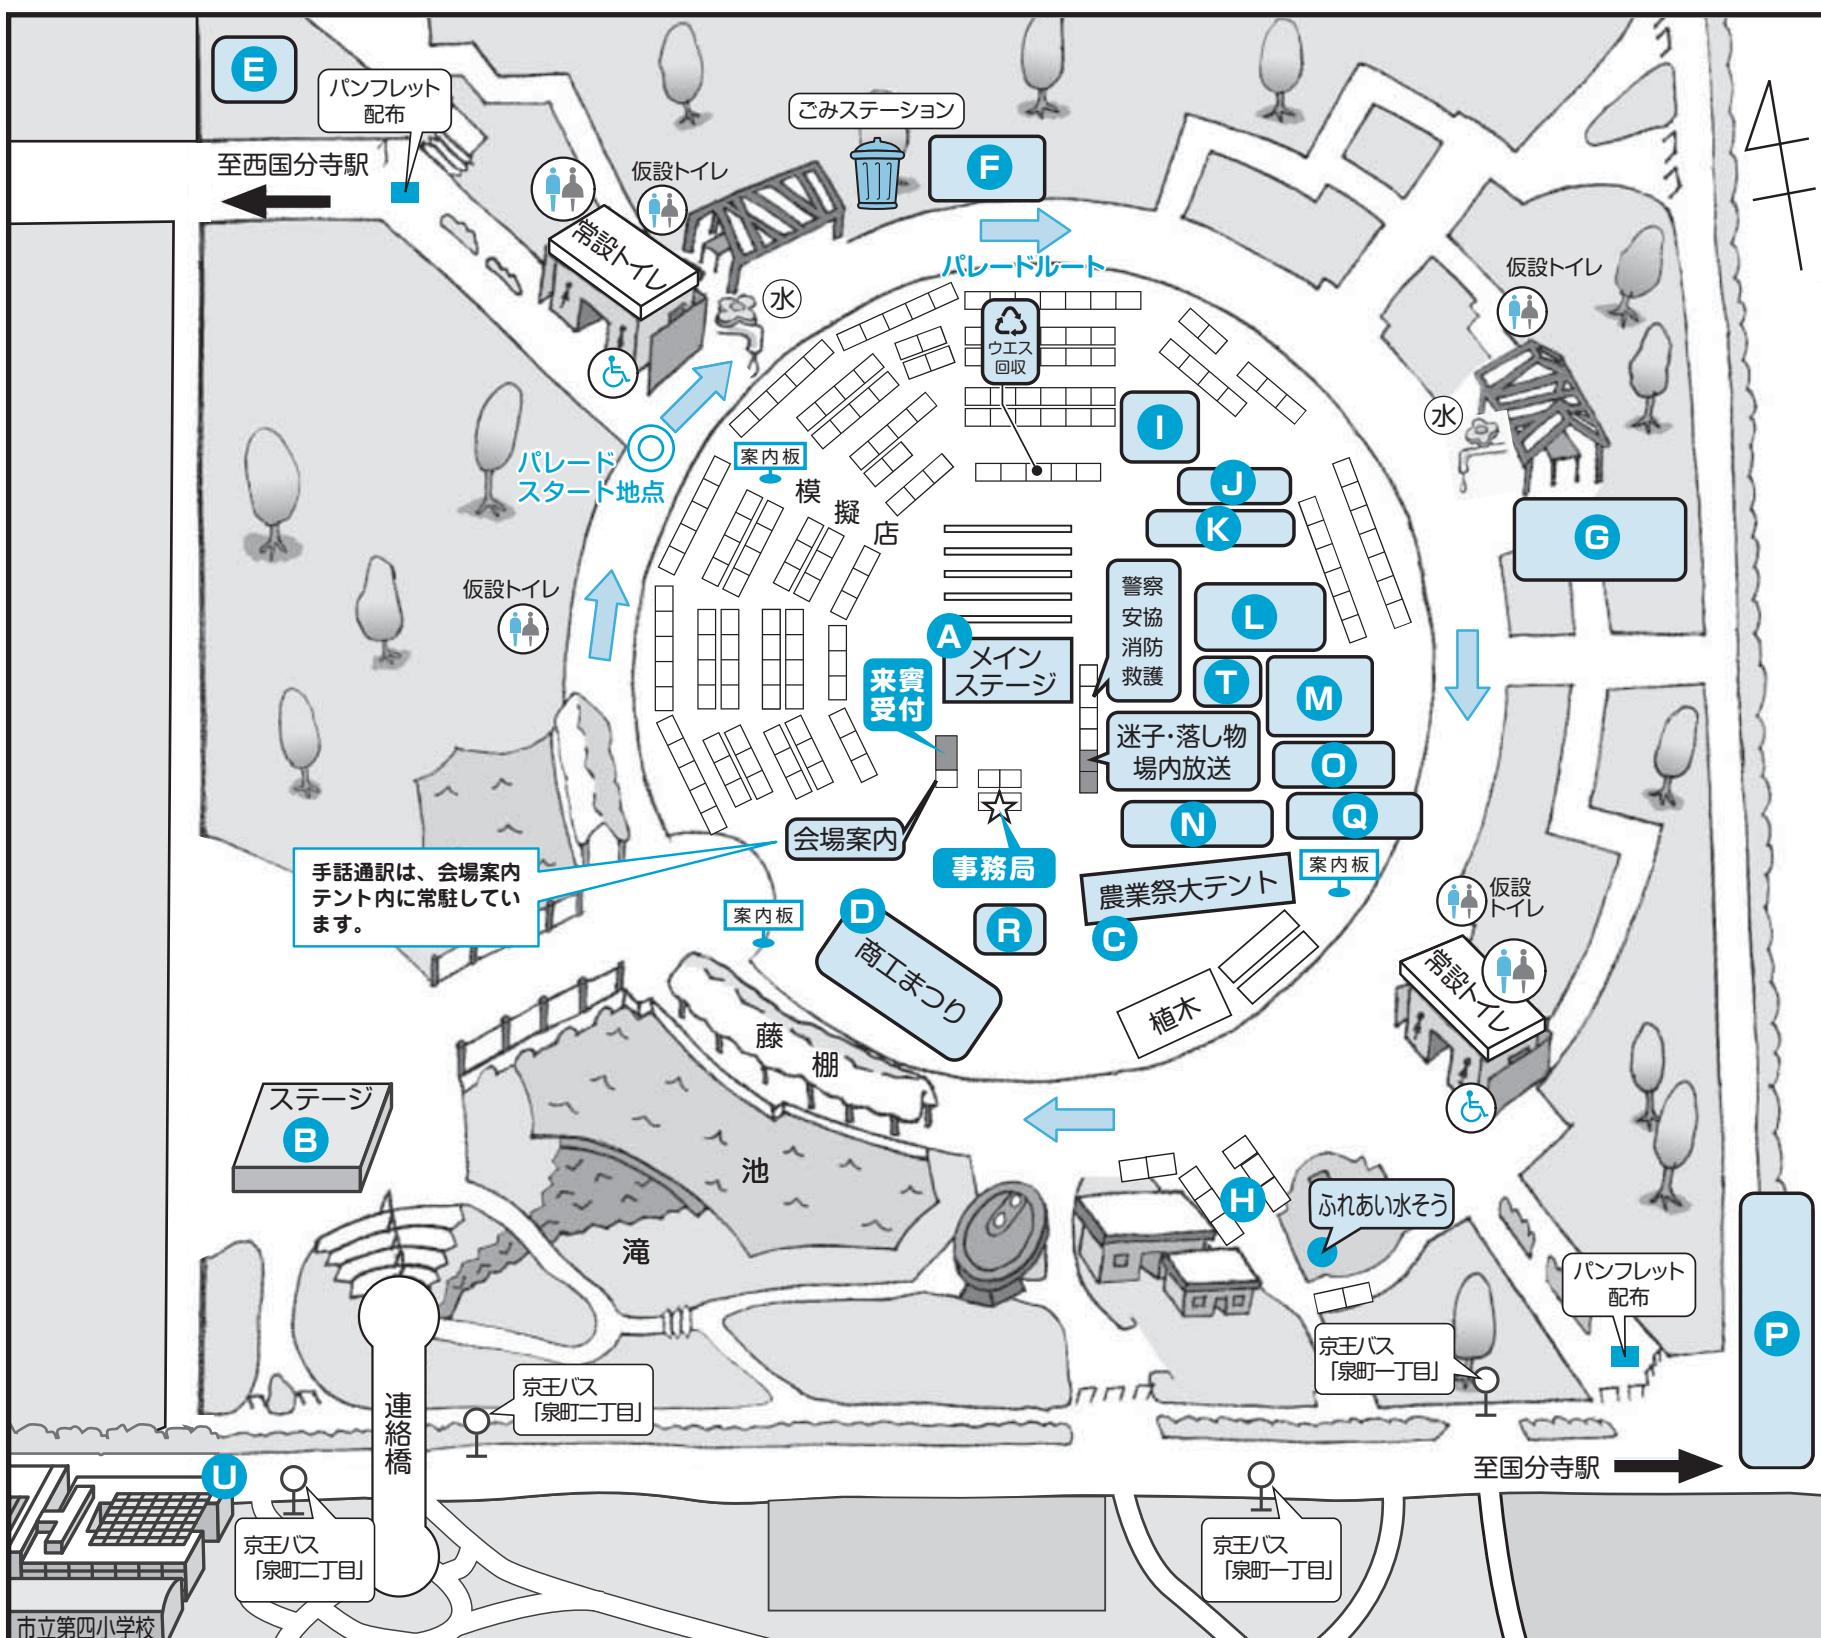 E
パンフレット
配布
至西国分寺駅
仮設トイレ
常設トイレ
ごみステーション
F
パレードルート
水
ウエス
回収
仮設トイレ
水
I
J
K
G
パレード
スタート地点
案内板
模擬店
仮設トイレ
A
メイン
ステージ
警察
安協
消防
救護
L
T
M
来賓
受付
迷子・落し物
場内放送
O
N
Q
会場案内
事務局
手話通訳は、会場案内
テント内に常駐してい
ます。
案内板
D
商工まつり
R
農業祭大テント
C
案内板
仮設
トイレ
常設トイレ
植木
藤棚
ステージ
B
池
滝
H
ふれあい水そう
パンフレット
配布
P
京王バス
「泉町一丁目」
京王バス
「泉町二丁目」
連絡橋
至国分寺駅
U
京王バス
「泉町二丁目」
京王バス
「泉町一丁目」
市立第四小学校